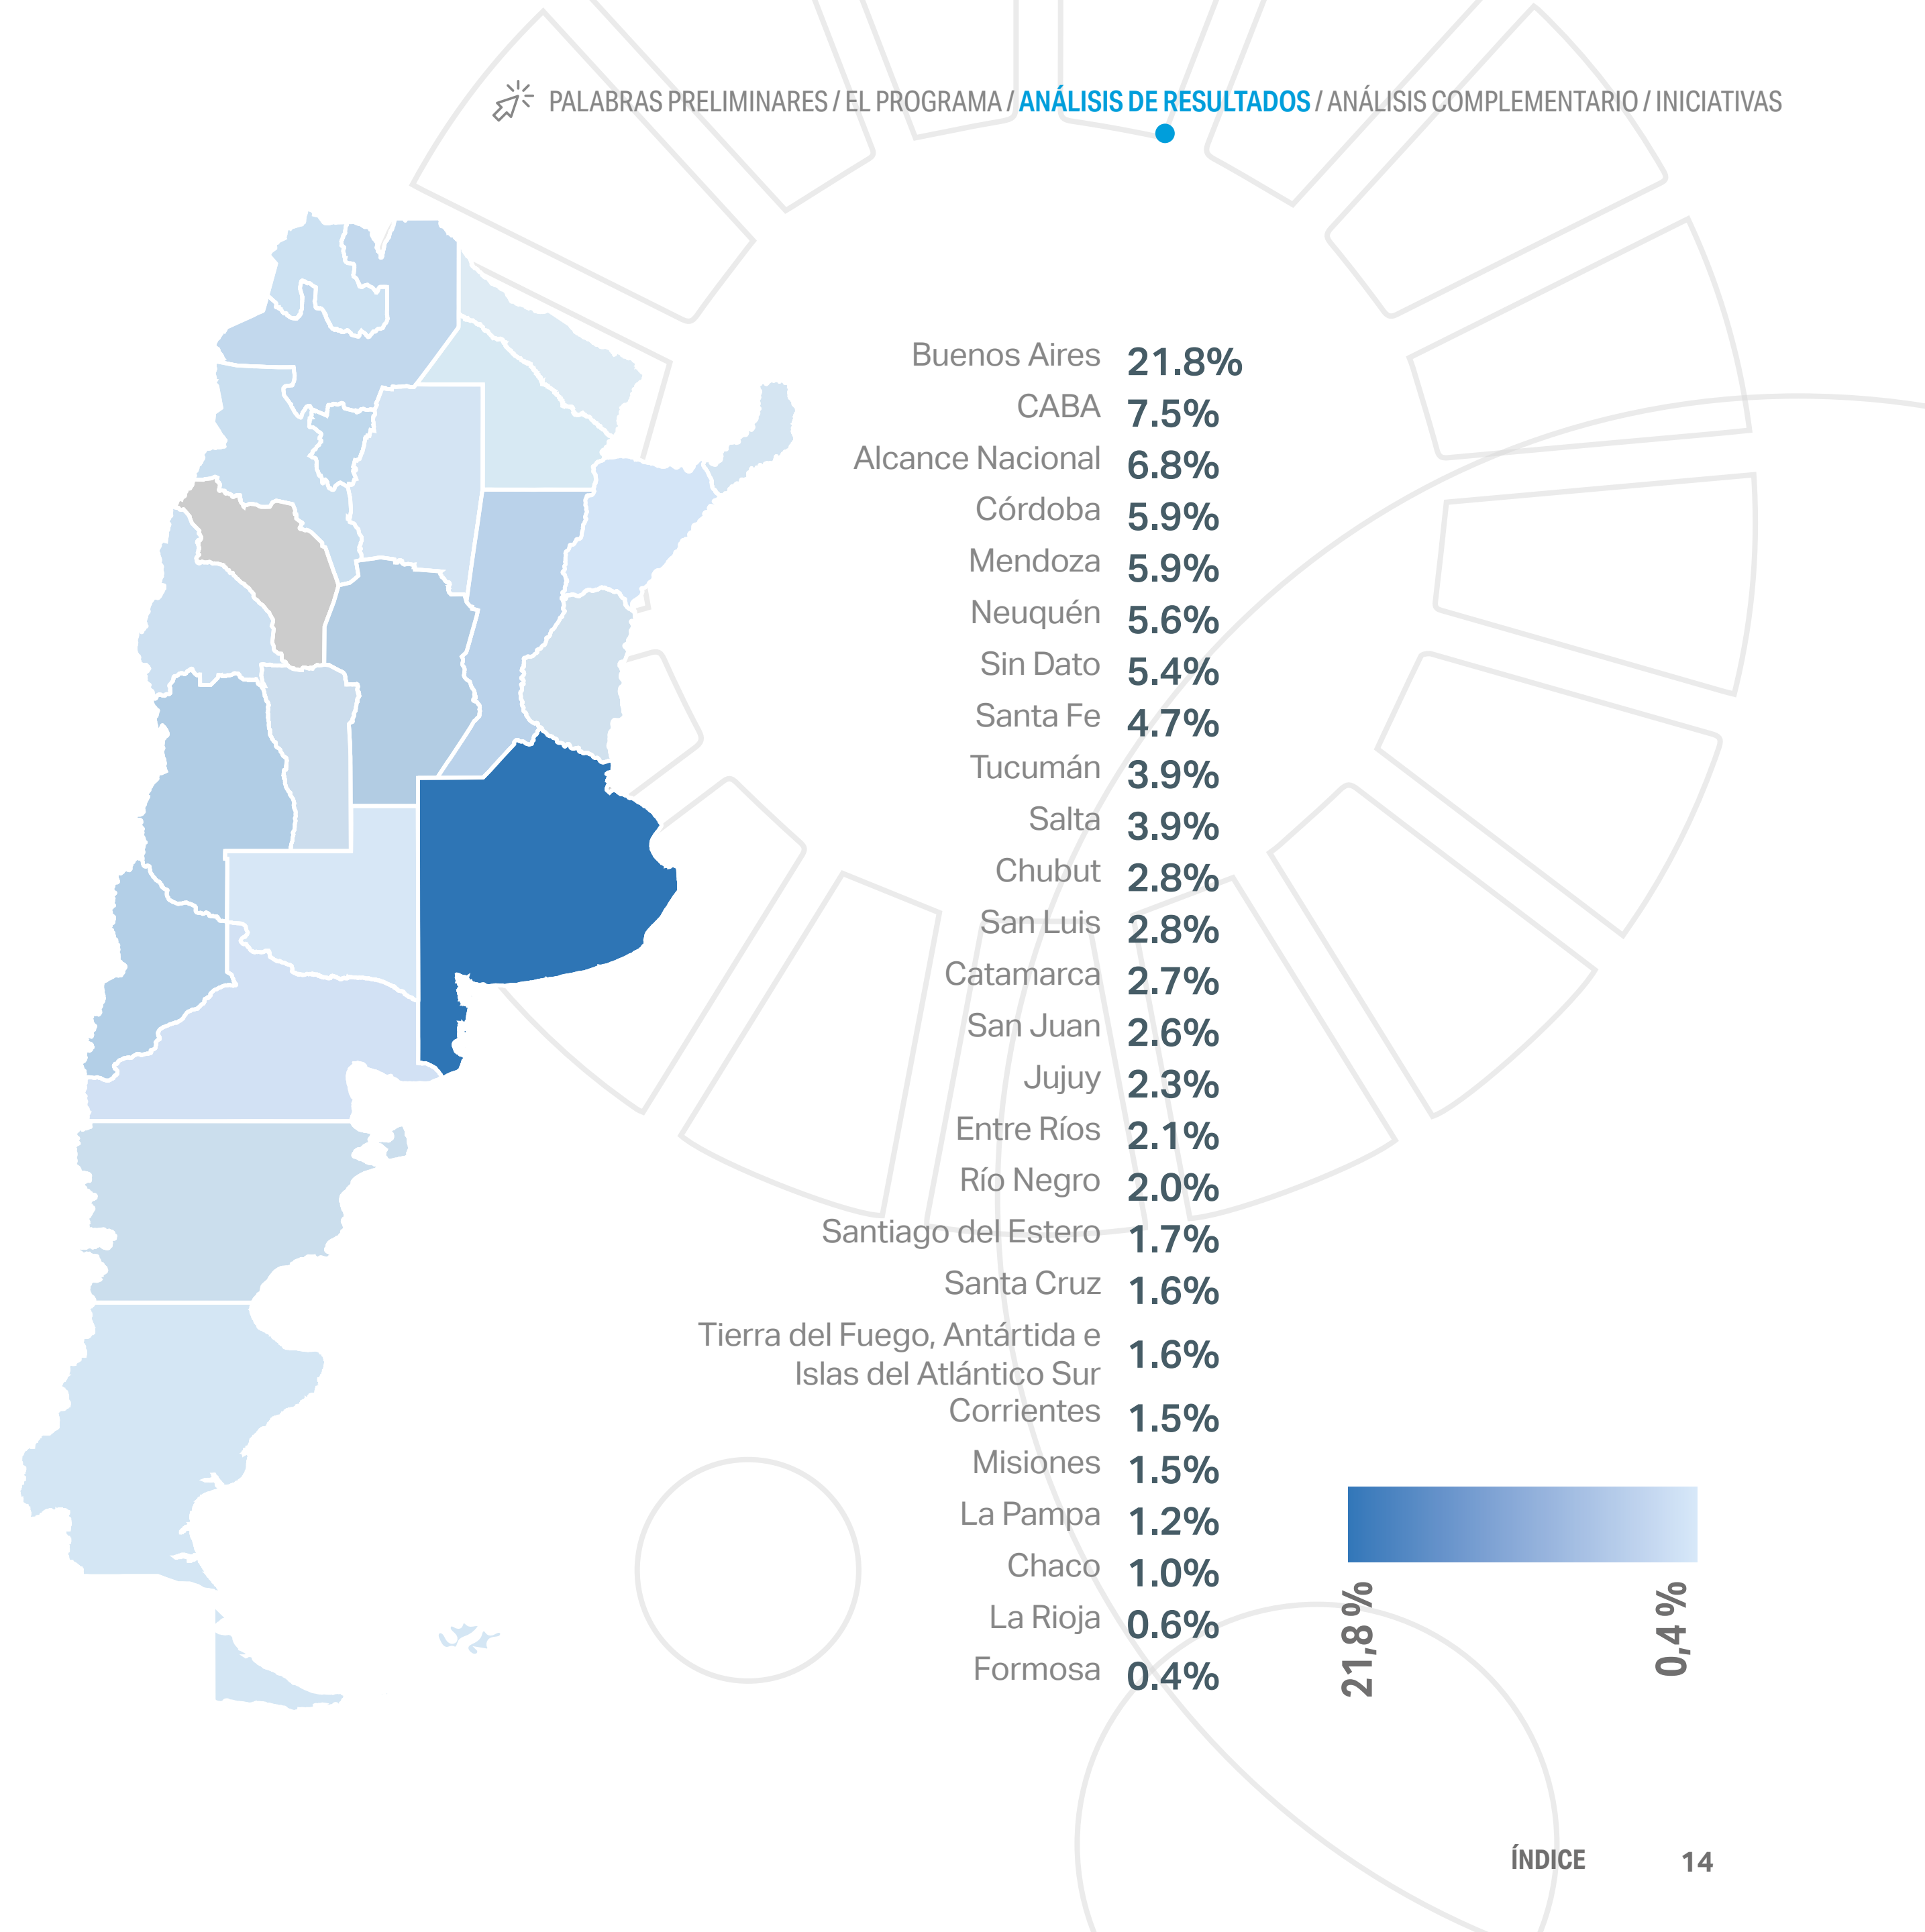 PALABRAS PRELIMINARES / EL PROGRAMA / ANÁLISIS DE RESULTADOS / ANÁLISIS COMPLEMENTARIO / INICIATIVAS
Buenos Aires 21.8%
CABA 7.5%
Alcance Nacional 6.8%
Córdoba 5.9%
Mendoza 5.9%
Neuquén 5.6%
Sin Dato 5.4%
Santa Fe 4.7%
Tucumán 3.9%
Salta 3.9%
Chubut 2.8%
San Luis 2.8%
Catamarca 2.7%
San Juan 2.6%
Jujuy 2.3%
Entre Ríos 2.1%
Río Negro 2.0%
Santiago del Estero 1.7%
Santa Cruz 1.6%
Tierra del Fuego, Antártida e
Islas del Atlántico Sur 1.6%
Corrientes 1.5%
Misiones 1.5%
La Pampa 1.2%
Chaco 1.0%
La Rioja 0.6%
Formosa 0.4%
21,8 %
0,4 %
ÍNDICE 14